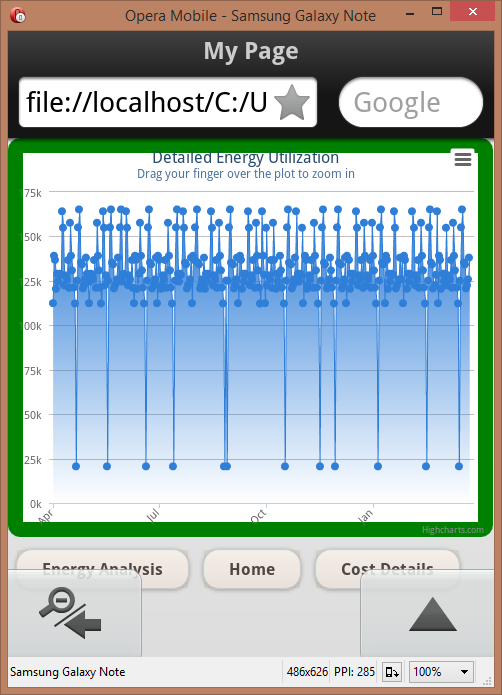 Opera Mobile - Samsung Galaxy Note
My Page
file://localhost/C:/U
Google
Detailed Energy Utilization
Drag your finger over the plot to zoom in
75k
50k
25k
00k
75k
50k
25k
0k
Apr
Jul
Oct
Jan
Highcharts.com
Energy Analysis
Home
Cost Details
Samsung Galaxy Note
486x626
PPI: 285
100%